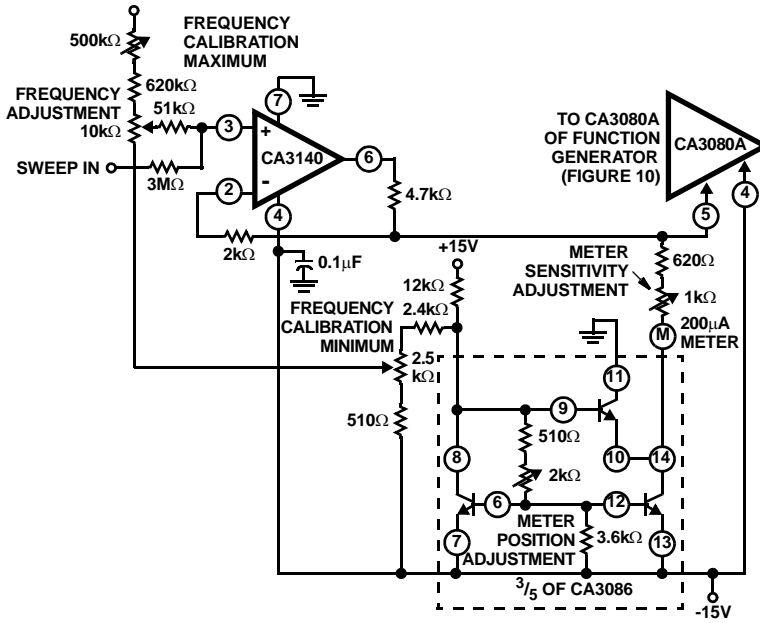 500kΩ
FREQUENCY
CALIBRATION
MAXIMUM
620kΩ
FREQUENCY
ADJUSTMENT
10kΩ
51kΩ
7
3
+
CA3140
6
SWEEP IN
3MΩ
2
-
4
4.7kΩ
TO CA3080A
OF FUNCTION
GENERATOR
(FIGURE 10)
CA3080A
4
5
2kΩ
0.1μF
+15V
12kΩ
2.4kΩ
FREQUENCY
CALIBRATION
MINIMUM
2.5
kΩ
510Ω
METER
SENSITIVITY
ADJUSTMENT
620Ω
1kΩ
M
200μA
METER
11
9
510Ω
8
10
14
2kΩ
6
12
METER
POSITION
ADJUSTMENT
7
3.6kΩ
13
3/5 OF CA3086
-15V